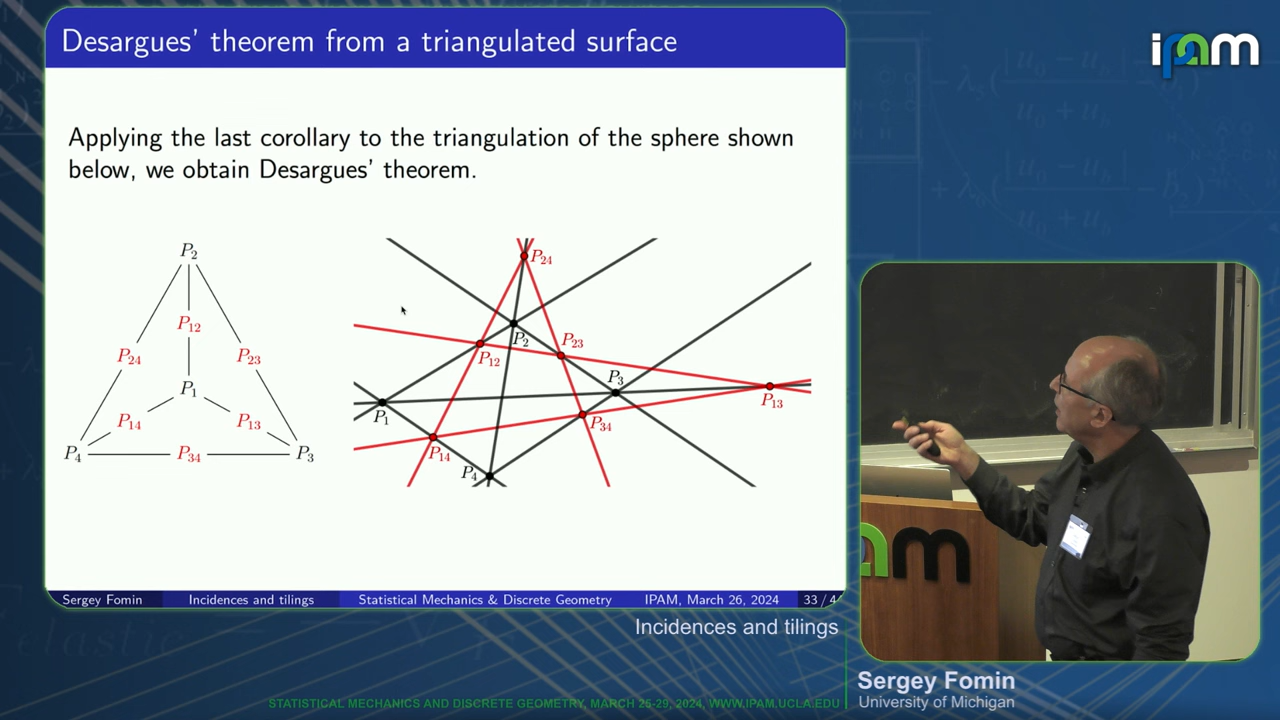 Desargues' theorem from a triangulated surface
ipam
Applying the last corollary to the triangulation of the sphere shown
below, we obtain Desargues' theorem.
P2
P12
P24
P23
P1
P14
P13
P4
P34
P3
P24
P2
P12
P23
P3
P13
P1
P34
P14
P4
am
Sergey Fomin
Incidences and tilings
Statistical Mechanics & Discrete Geometry
IPAM, March 26, 2024
33 / 4
Incidences and tilings
Sergey Fomin
University of Michigan
STATISTICAL MECHANICS AND DISCRETE GEOMETRY, MARCH 25-29, 2024, WWW.IPAM.UCLA.EDU